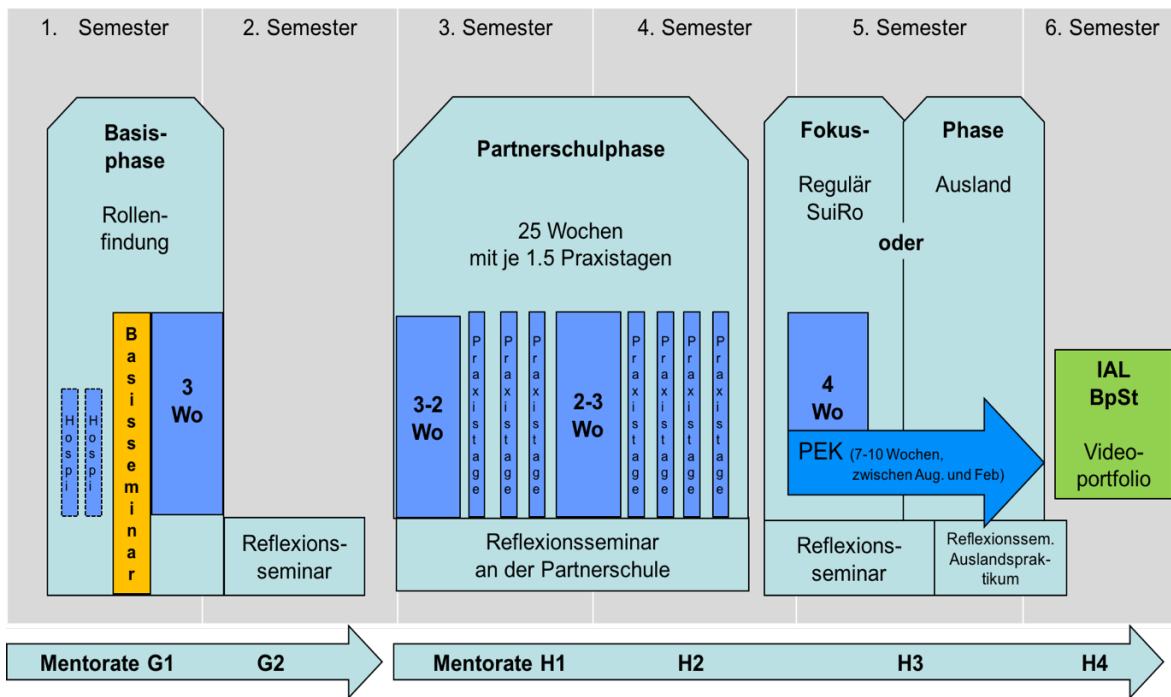 1. Semester
2. Semester
3. Semester
4. Semester
5. Semester
6. Semester
Basis-
phase
Rollen-
findung
Hospi
Hospi
Basisseminar
3
Wo
Reflexions-
seminar
Partnerschulphase
25 Wochen
mit je 1.5 Praxistagen
3-2
Wo
Praxistage
Praxistage
Praxistage
2-3
Wo
Praxistage
Praxistage
Praxistage
Praxistage
Reflexionsseminar
an der Partnerschule
Fokus-
Phase
Regulär
SuiRo
Ausland
oder
4
Wo
PEK (7-10 Wochen,
zwischen Aug. und Feb)
Reflexions-
seminar
Reflexionssem.
Auslandsprak-
tikum
IAL
BpSt
Video-
portfolio
Mentorate G1
G2
Mentorate H1
H2
H3
H4